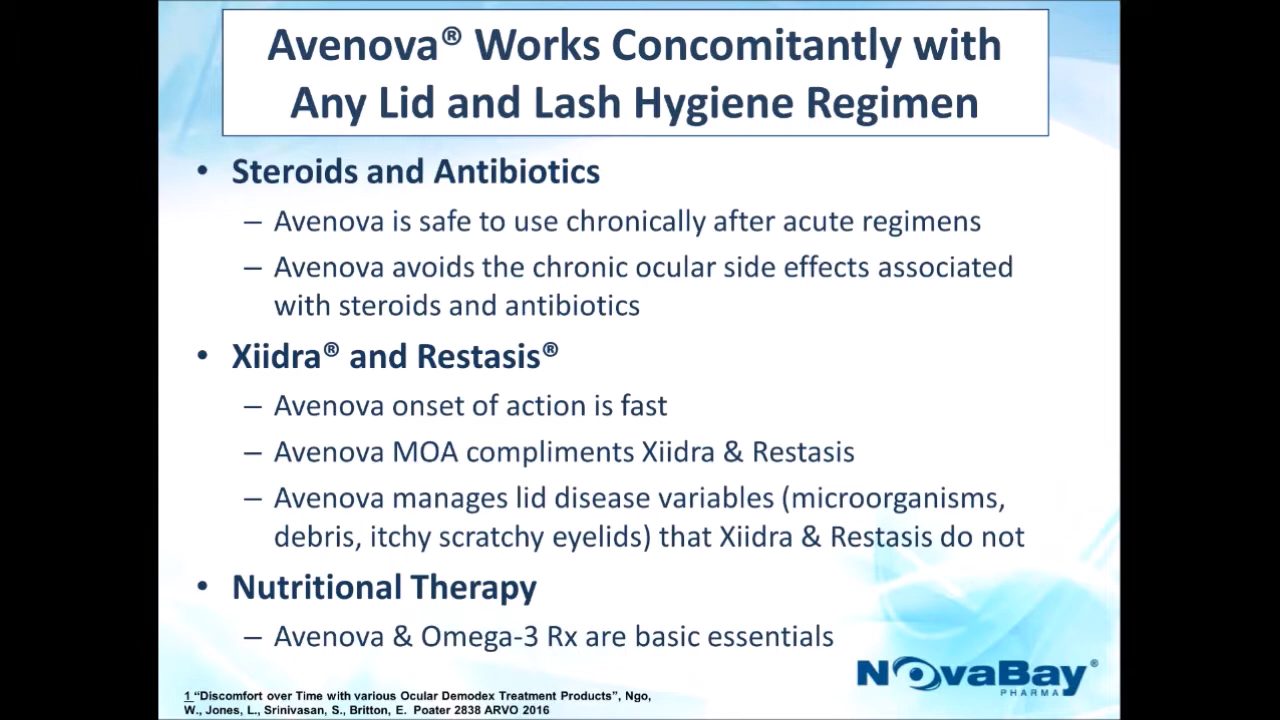 Avenova® Works Concomitantly with
Any Lid and Lash Hygiene Regimen
• Steroids and Antibiotics
– Avenova is safe to use chronically after acute regimens
– Avenova avoids the chronic ocular side effects associated
with steroids and antibiotics
• Xiidra® and Restasis®
– Avenova onset of action is fast
– Avenova MOA compliments Xiidra & Restasis
– Avenova manages lid disease variables (microorganisms,
debris, itchy scratchy eyelids) that Xiidra & Restasis do not
• Nutritional Therapy
– Avenova & Omega-3 Rx are basic essentials
NovaBay®
PHARMA
1 “Discomfort over Time with various Ocular Demodex Treatment Products”, Ngo,
W., Jones, L., Srinivasan, S., Britton, E. Poater 2838 ARVO 2016